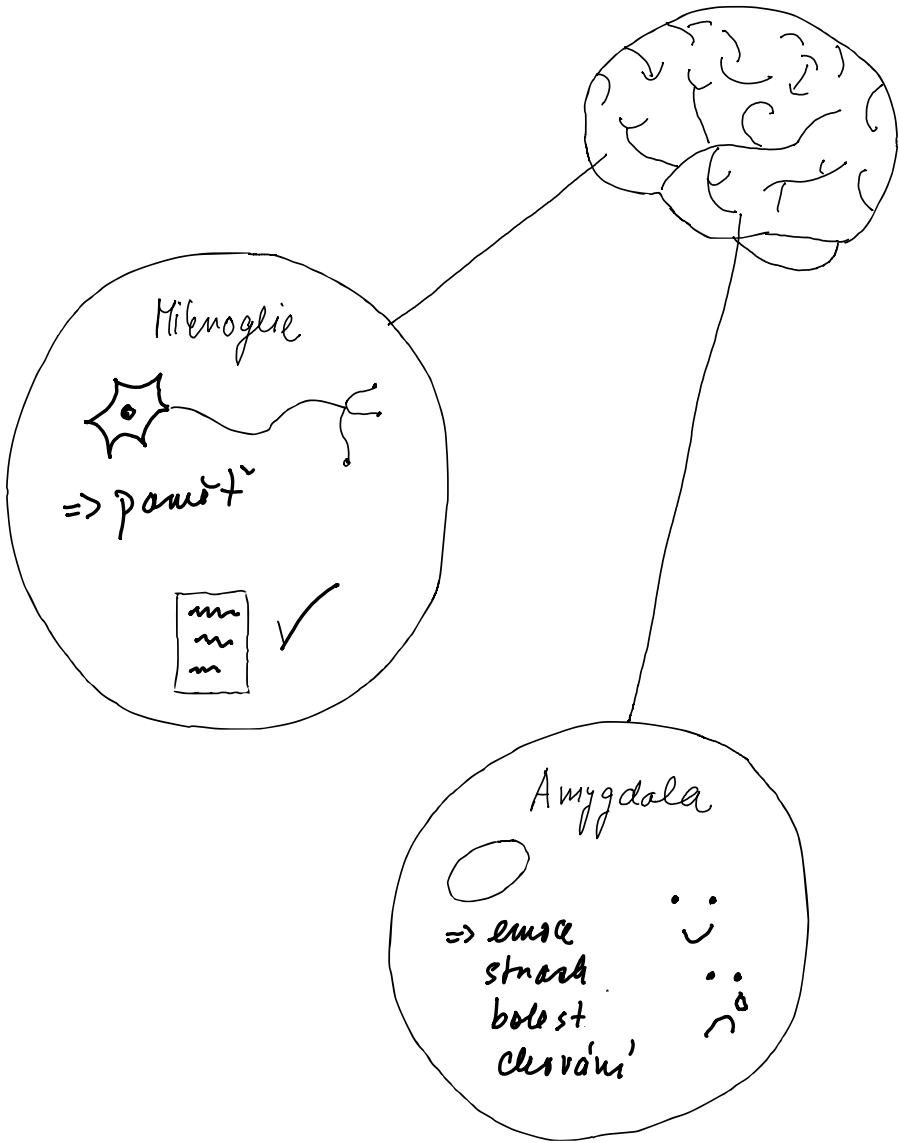 Mikroglie
=> paměť
Amygdala
=> emoce
strach
bolest
chování